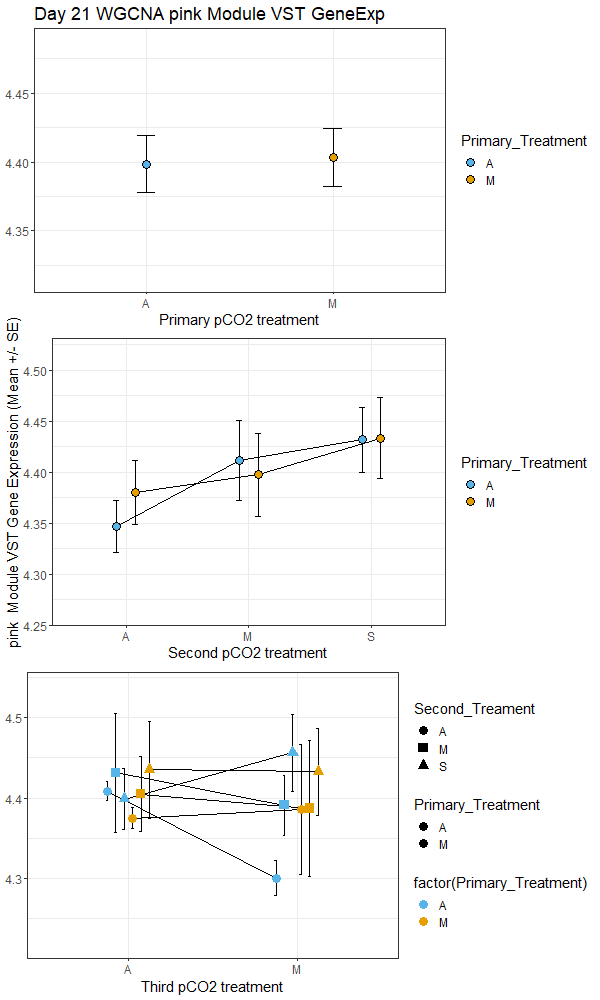 Day 21 WGCNA pink Module VST GeneExp
4.45
4.40
4.35
A
M
Primary pCO2 treatment
Primary_Treatment
A
M
pink Module VST Gene Expression (Mean +/- SE)
4.50
4.45
4.40
4.35
4.30
4.25
A
M
S
Second pCO2 treatment
Primary_Treatment
A
M
4.5
4.4
4.3
A
M
Third pCO2 treatment
Second_Treament
A
M
S
Primary_Treatment
A
M
factor(Primary_Treatment)
A
M